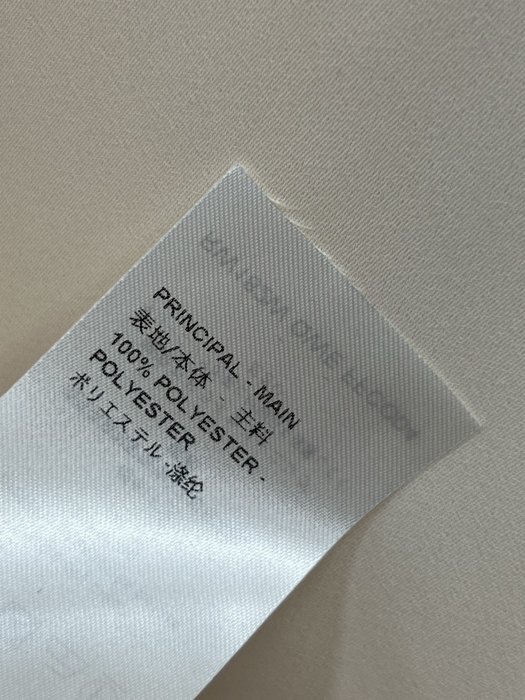 PRINCIPAL - MAIN
表地/本体 - 主料
100% POLYESTER -
POLYESTER
ポリエステル -涤纶